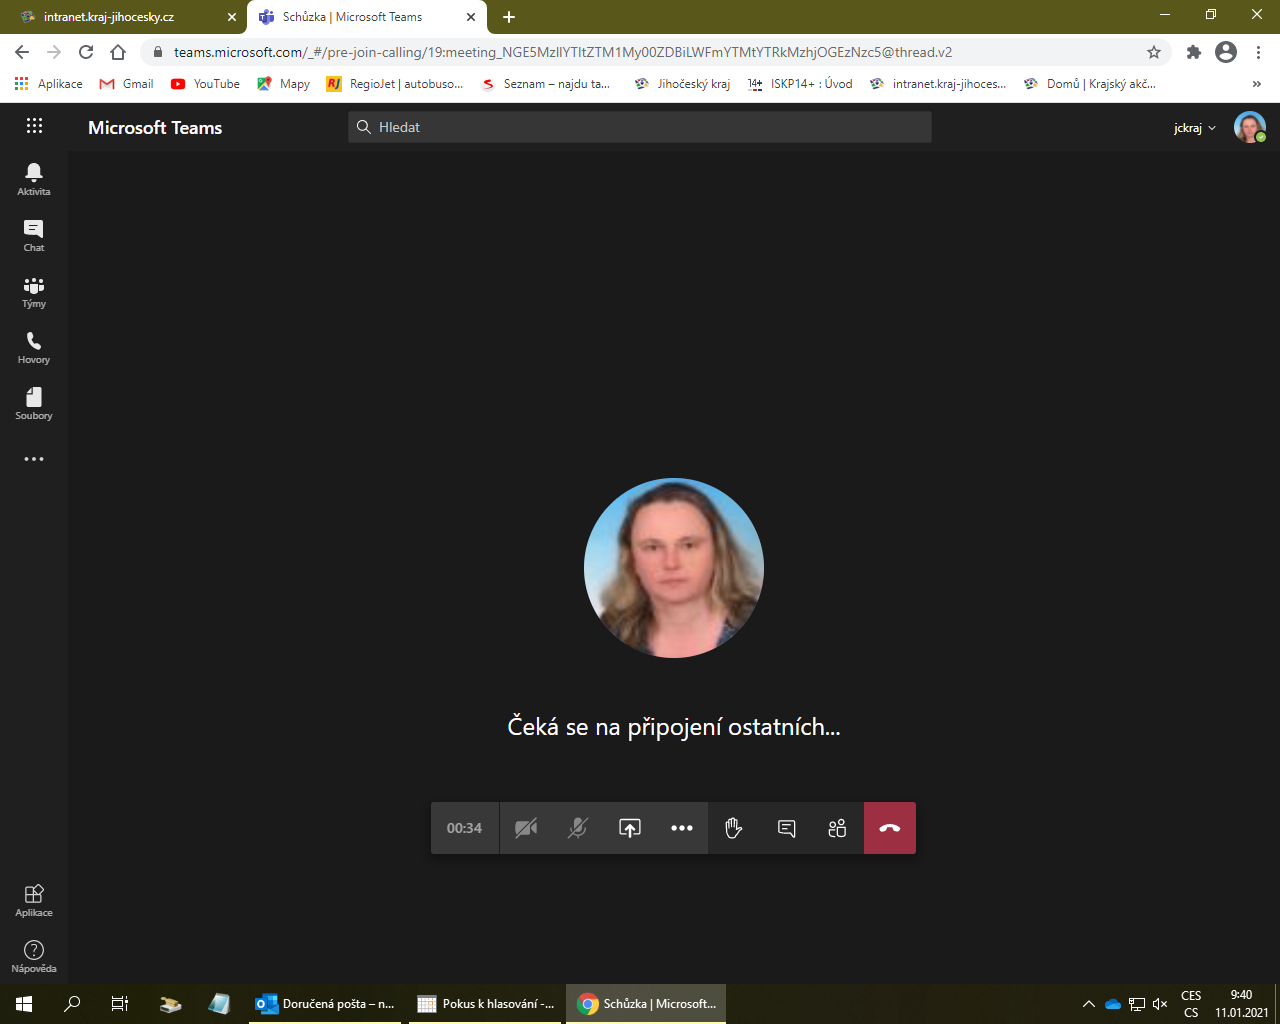 intranet.kraj-jihocesky.cz
Schůzka | Microsoft Teams
teams.microsoft.com/_#/pre-join-calling/19:meeting_NGE5MzllYTItZTM1My00ZDBiLWFmYTMtYTRkMzhjOGEzNzc5@thread.v2
Aplikace Gmail YouTube Mapy RegioJet | autobuso... Seznam – najdu ta... Jihočeský kraj ISKP14+ : Úvod intranet.kraj-jihoces... Domů | Krajský akč... »
Microsoft Teams
Hledat
jckraj
Aktivita
Chat
Týmy
Hovory
Soubory
Čeká se na připojení ostatních...
00:34
Aplikace
Nápověda
Doručená pošta – n...
Pokus k hlasování -...
Schůzka | Microsoft...
CES
CS
9:40
11.01.2021